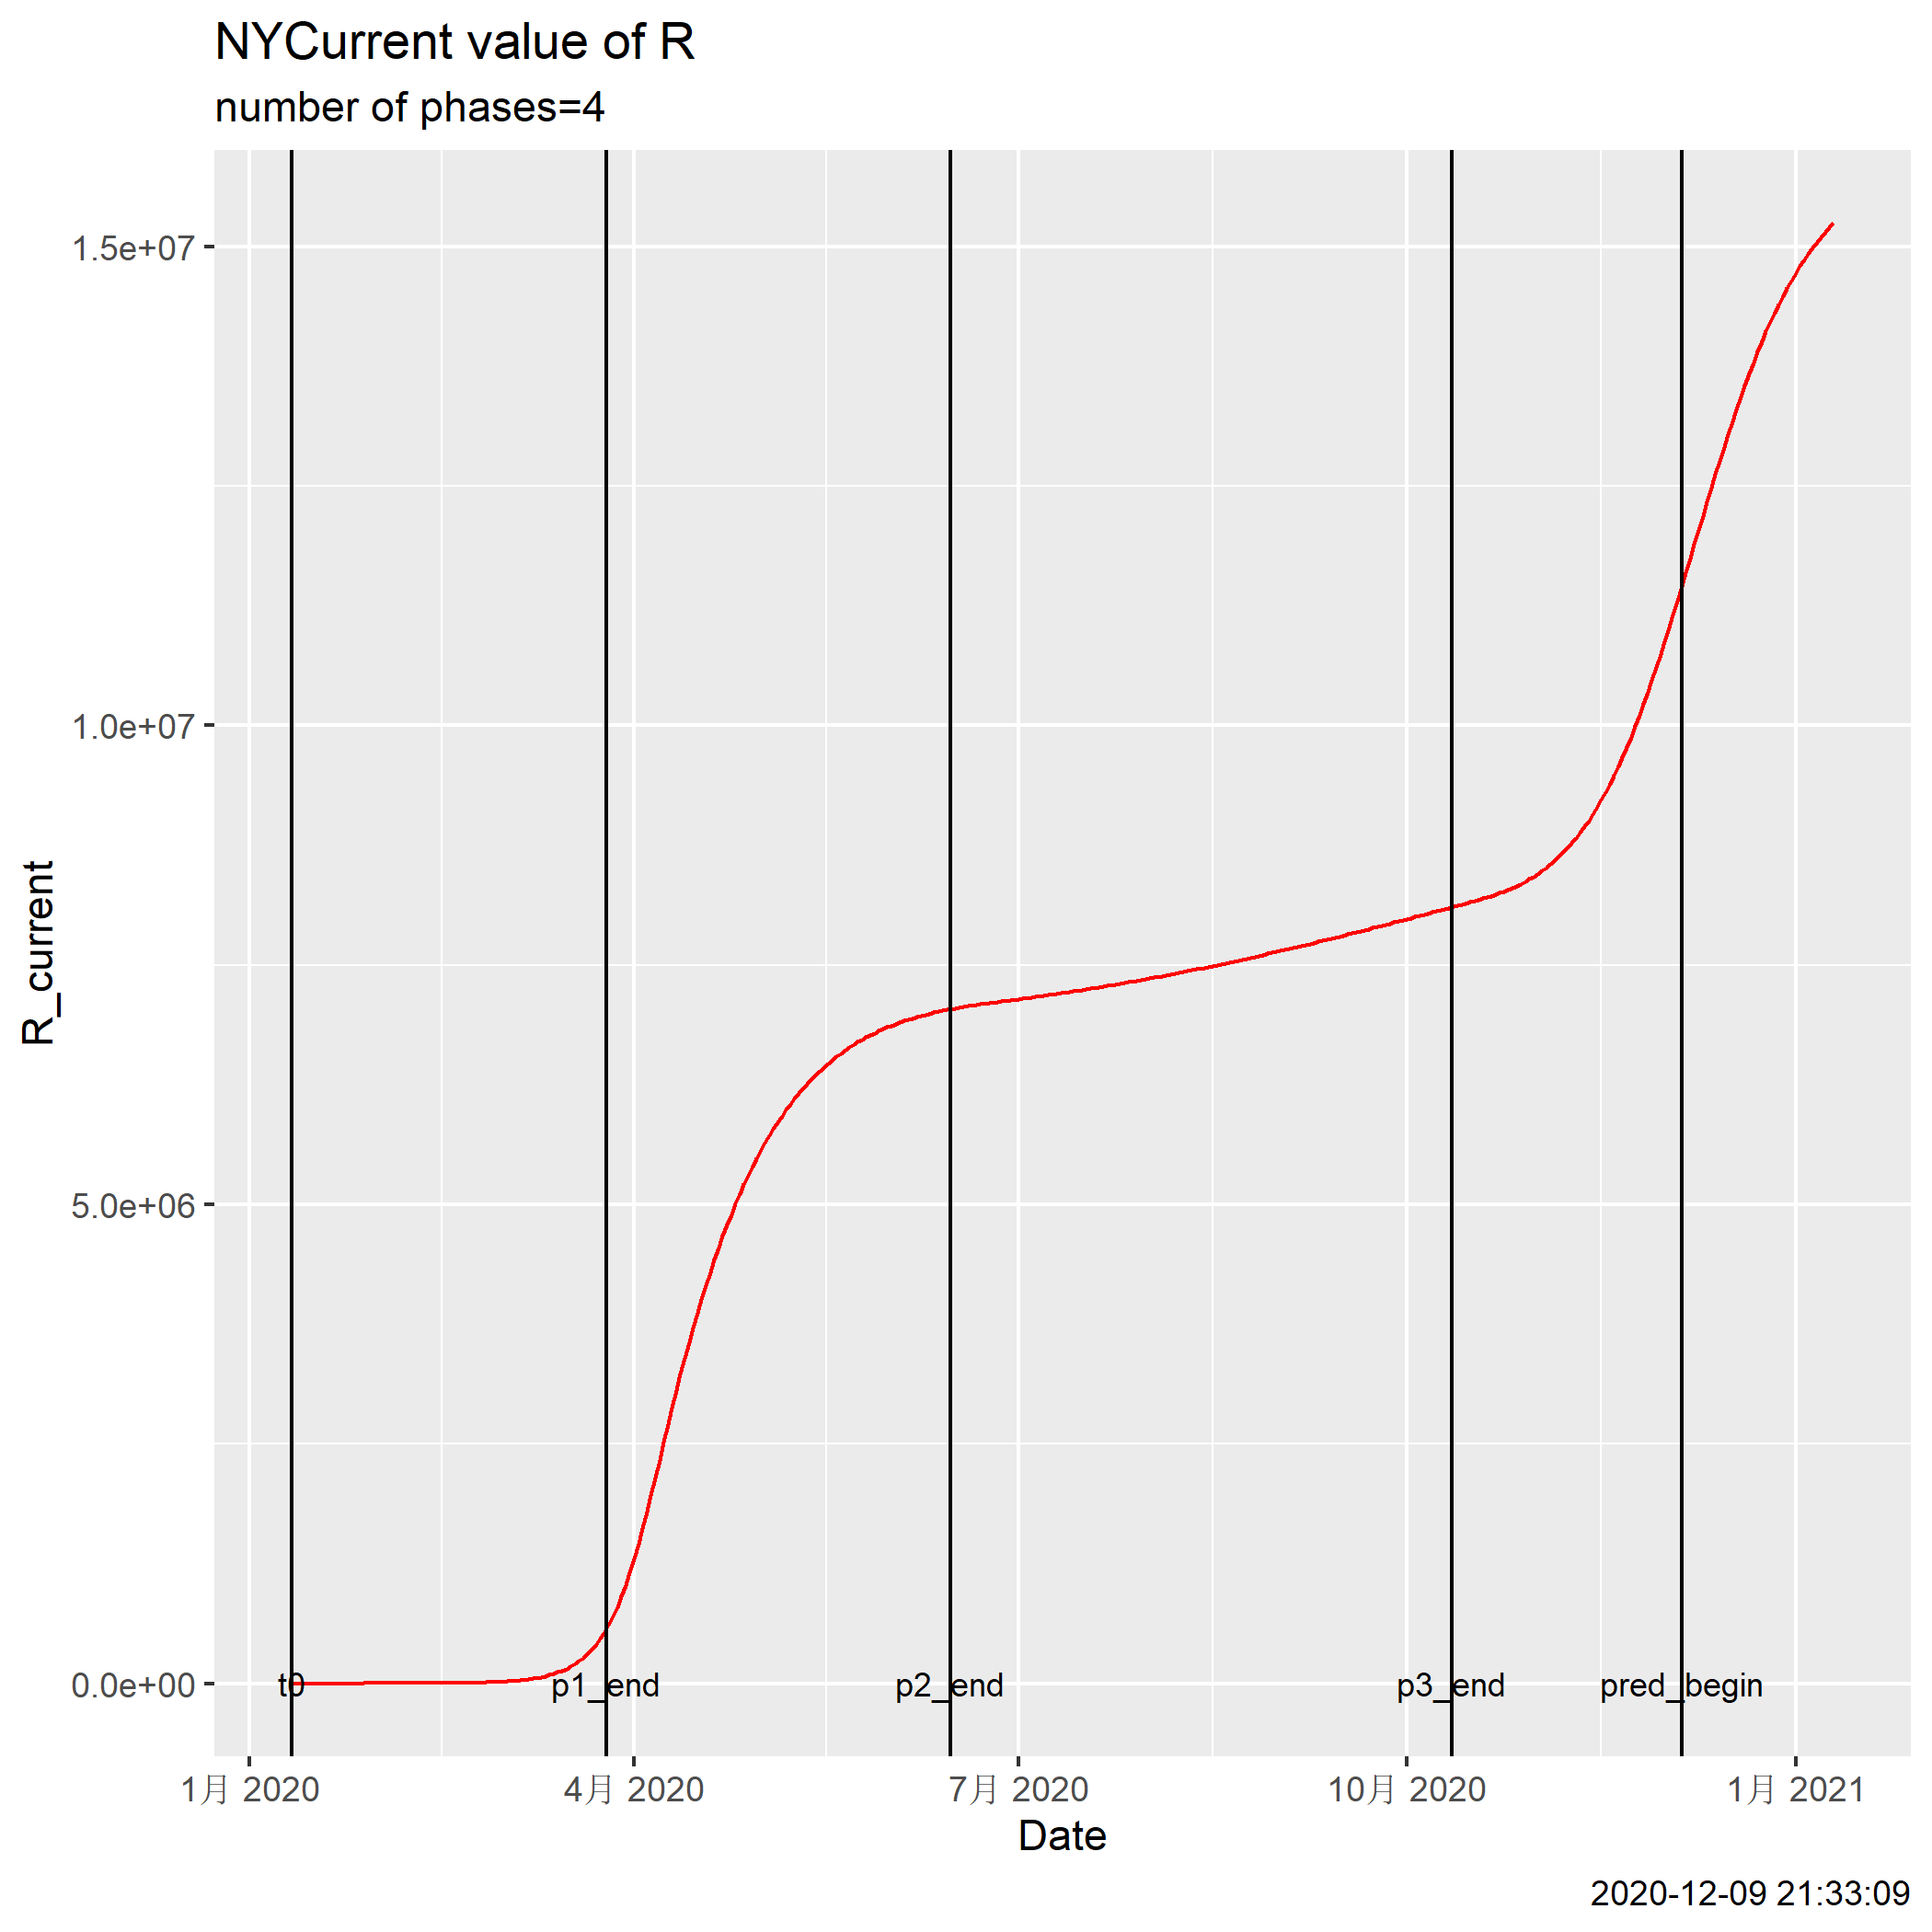 NYCurrent value of R
number of phases=4
R_current
1.5e+07
1.0e+07
5.0e+06
0.0e+00
t0
p1_end
p2_end
p3_end
pred_begin
1月 2020
4月 2020
7月 2020
10月 2020
1月 2021
Date
2020-12-09 21:33:09